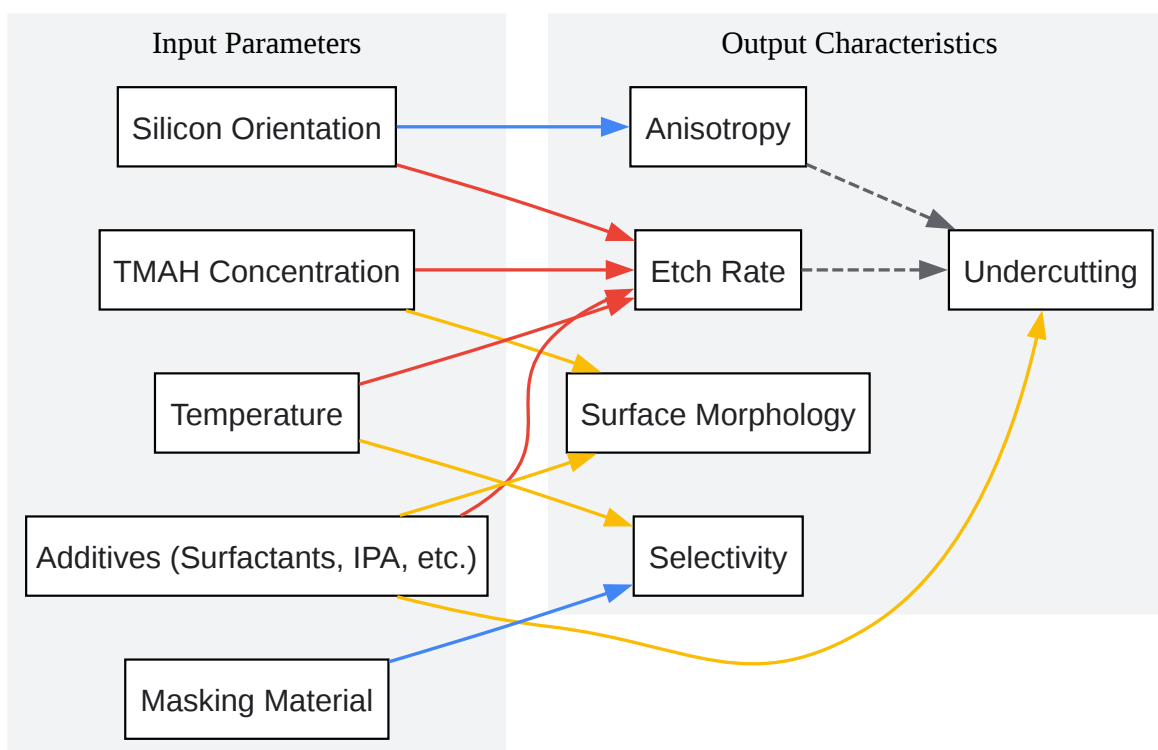 Input Parameters
Output Characteristics
Silicon Orientation
Anisotropy
TMAH Concentration
Etch Rate
Undercutting
Temperature
Surface Morphology
Additives (Surfactants, IPA, etc.)
Selectivity
Masking Material